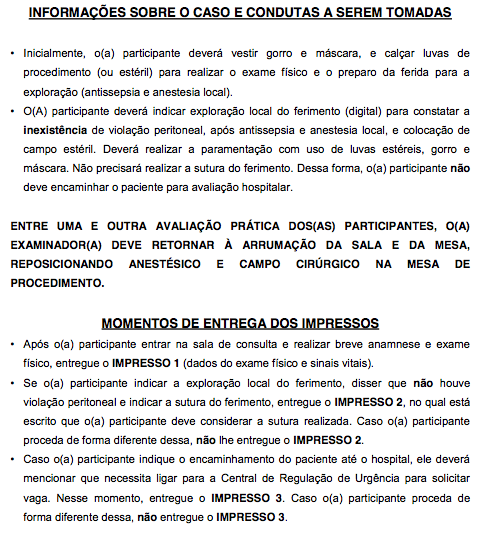 INFORMAÇÕES SOBRE O CASO E CONDUTAS A SEREM TOMADAS
• Inicialmente, o(a) participante deverá vestir gorro e máscara, e calçar luvas de
procedimento (ou estéril) para realizar o exame físico e o preparo da ferida para a
exploração (antissepsia e anestesia local).
• O(A) participante deverá indicar exploração local do ferimento (digital) para constatar a
inexistência de violação peritoneal, após antissepsia e anestesia local, e colocação de
campo estéril. Deverá realizar a paramentação com uso de luvas estéreis, gorro e
máscara. Não precisará realizar a sutura do ferimento. Dessa forma, o(a) participante não
deve encaminhar o paciente para avaliação hospitalar.
ENTRE UMA E OUTRA AVALIAÇÃO PRÁTICA DOS(AS) PARTICIPANTES, O(A)
EXAMINADOR(A) DEVE RETORNAR À ARRUMAÇÃO DA SALA E DA MESA,
REPOSICIONANDO ANESTÉSICO E CAMPO CIRÚRGICO NA MESA DE
PROCEDIMENTO.
MOMENTOS DE ENTREGA DOS IMPRESSOS
• Após o(a) participante entrar na sala de consulta e realizar breve anamnese e exame
físico, entregue o IMPRESSO 1 (dados do exame físico e sinais vitais).
• Se o(a) participante indicar a exploração local do ferimento, disser que não houve
violação peritoneal e indicar a sutura do ferimento, entregue o IMPRESSO 2, no qual está
escrito que o(a) participante deve considerar a sutura realizada. Caso o(a) participante
proceda de forma diferente dessa, não lhe entregue o IMPRESSO 2.
• Caso o(a) participante indique o encaminhamento do paciente até o hospital, ele deverá
mencionar que necessita ligar para a Central de Regulação de Urgência para solicitar
vaga. Nesse momento, entregue o IMPRESSO 3. Caso o(a) participante proceda de
forma diferente dessa, não entregue o IMPRESSO 3.